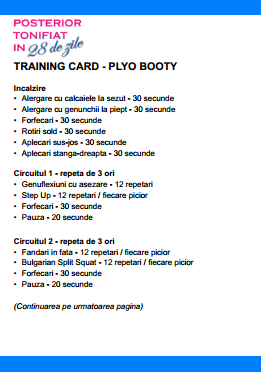 POSTERIOR
TONIFIAT
IN 28 de zile
TRAINING CARD - PLYO BOOTY
Incalzire
• Alergare cu calcaiele la sezut - 30 secunde
• Alergare cu genunchii la piept - 30 secunde
• Forfecari - 30 secunde
• Rotiri sold - 30 secunde
• Aplecari sus-jos - 30 secunde
• Aplecari stanga-dreapta - 30 secunde
Circuitul 1 - repeta de 3 ori
• Genuflexiuni cu asezare - 12 repetari
• Step Up - 12 repetari / fiecare picior
• Forfecari - 30 secunde
• Pauza - 20 secunde
Circuitul 2 - repeta de 3 ori
• Fandari in fata - 12 repetari / fiecare picior
• Bulgarian Split Squat - 12 repetari / fiecare picior
• Forfecari - 30 secunde
• Pauza - 20 secunde
(Continuarea pe urmatoarea pagina)